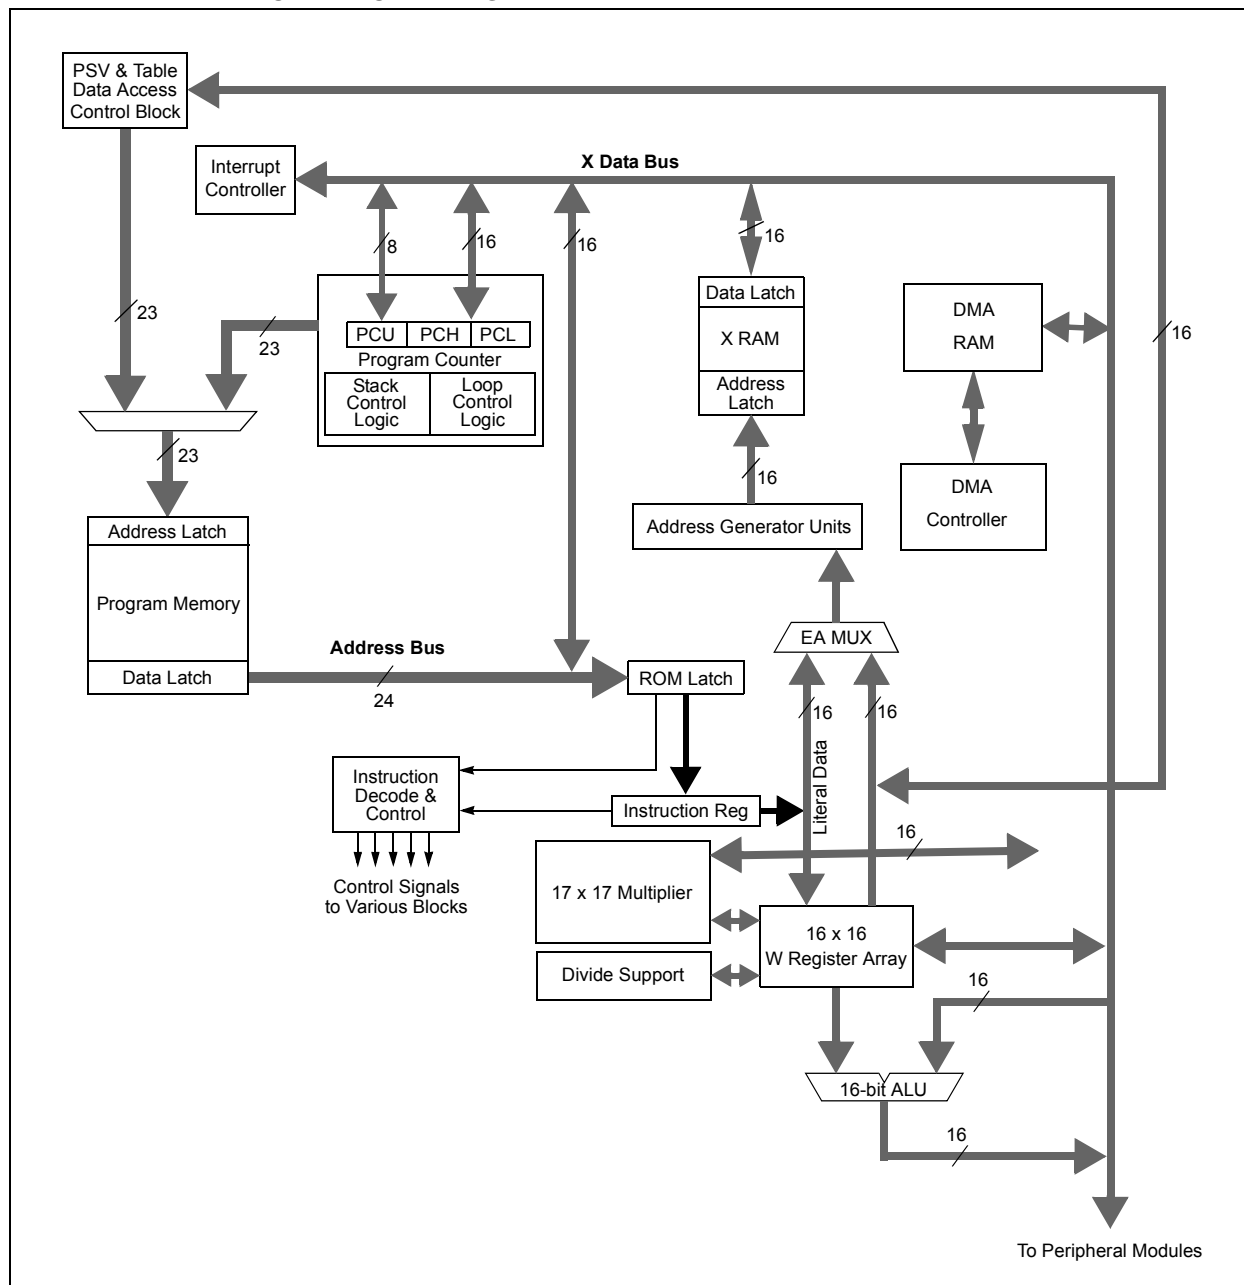 PSV & Table
Data Access
Control Block
Interrupt
Controller
X Data Bus
8
16
16
16
23
23
16
PCU
PCH
PCL
Program Counter
Stack
Control
Logic
Loop
Control
Logic
Data Latch
X RAM
Address
Latch
DMA
RAM
23
16
DMA
Controller
Address Generator Units
Address Latch
Program Memory
Data Latch
Address Bus
24
EA MUX
ROM Latch
16
16
Literal Data
Instruction
Decode &
Control
Instruction Reg
Control Signals
to Various Blocks
16
17 x 17 Multiplier
16 x 16
W Register Array
Divide Support
16
16-bit ALU
16
To Peripheral Modules